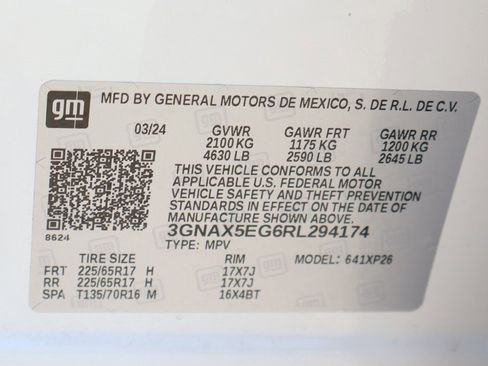 gm MFD BY GENERAL MOTORS DE MEXICO, S. DE R.L. DE C.V.
03/24 GVWR GAWR FRT GAWR RR
2100 KG 1175 KG 1200 KG
4630 LB 2590 LB 2645 LB
THIS VEHICLE CONFORMS TO ALL
APPLICABLE U.S. FEDERAL MOTOR
VEHICLE SAFETY AND THEFT PREVENTION
STANDARDS IN EFFECT ON THE DATE OF
MANUFACTURE SHOWN ABOVE.
8624 3GNAX5EG6RL294174
TYPE: MPV MODEL: 641XP26
TIRE SIZE RIM
FRT 225/65R17 H 17X7J
RR 225/65R17 H 17X7J
SPA T135/70R16 M 16X4BT